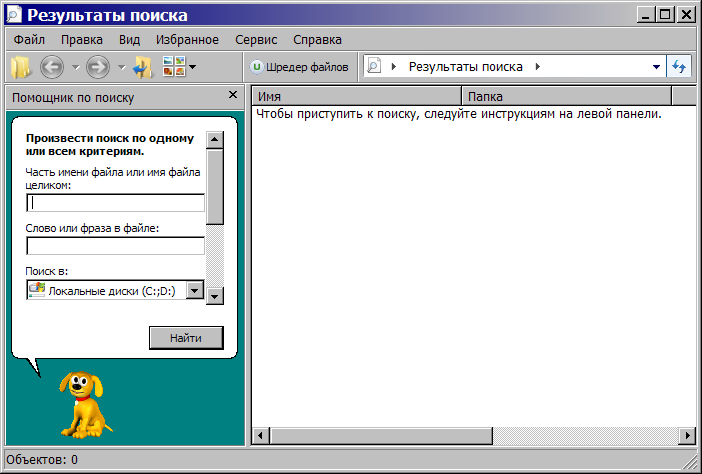 Результаты поиска
Файл Правка Вид Избранное Сервис Справка
U Шредер файлов Результаты поиска
Помощник по поиску
Имя Папка
Чтобы приступить к поиску, следуйте инструкциям на левой панели.
Произвести поиск по одному
или всем критериям.
Часть имени файла или имя файла
целиком:
Слово или фраза в файле:
Поиск в:
Локальные диски (C:;D:)
Найти
Объектов: 0